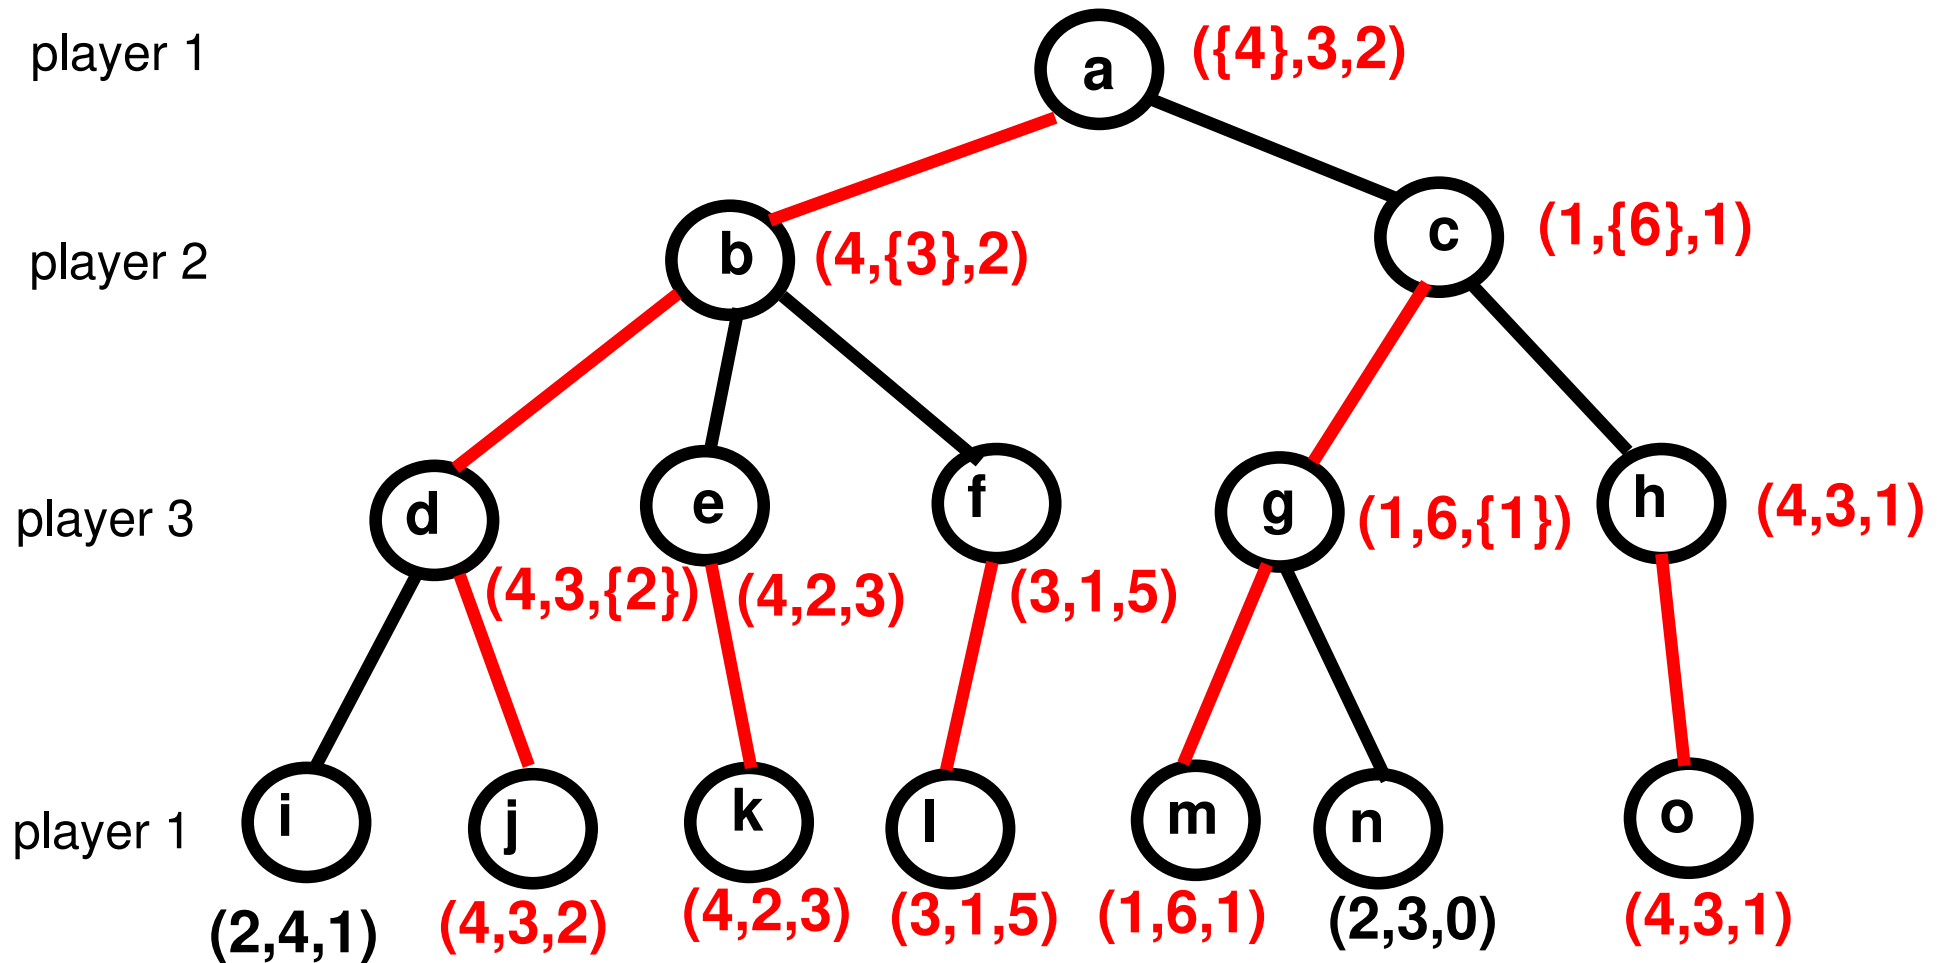 player 1
a
({4},3,2)
player 2
b
(4,{3},2)
c
(1,{6},1)
player 3
d
e
f
g
(1,6,{1})
h
(4,3,1)
(4,3,{2})
(4,2,3)
(3,1,5)
player 1
i
j
k
l
m
n
o
(2,4,1)
(4,3,2)
(4,2,3)
(3,1,5)
(1,6,1)
(2,3,0)
(4,3,1)